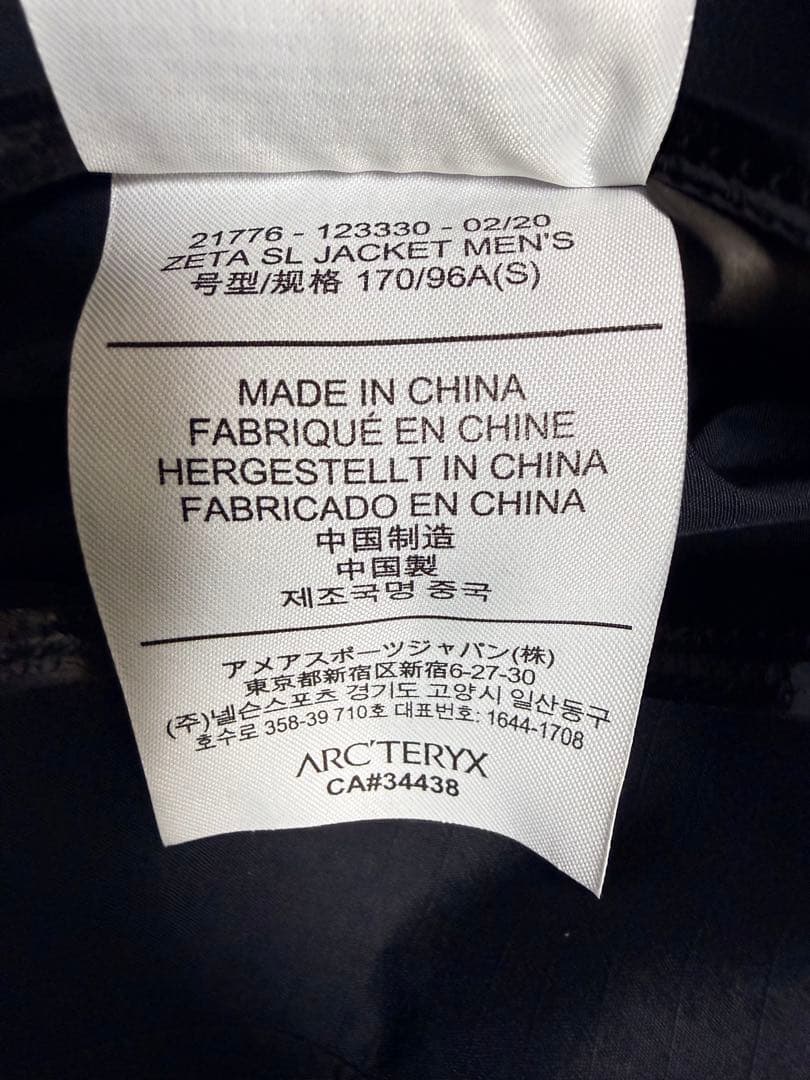 21776 - 123330 - 02/20
ZETA SL JACKET MEN'S
号型/规格 170/96A(S)
MADE IN CHINA
FABRIQUÉ EN CHINE
HERGESTELLT IN CHINA
FABRICADO EN CHINA
中国制造
中国製
제조국명 중국
アメアスポーツジャパン(株)
東京都新宿区新宿6-27-30
(주)넬슨스포츠 경기도 고양시 일산동구
호수로 358-39 710호 대표번호: 1644-1708
ARC'TERYX
CA#34438